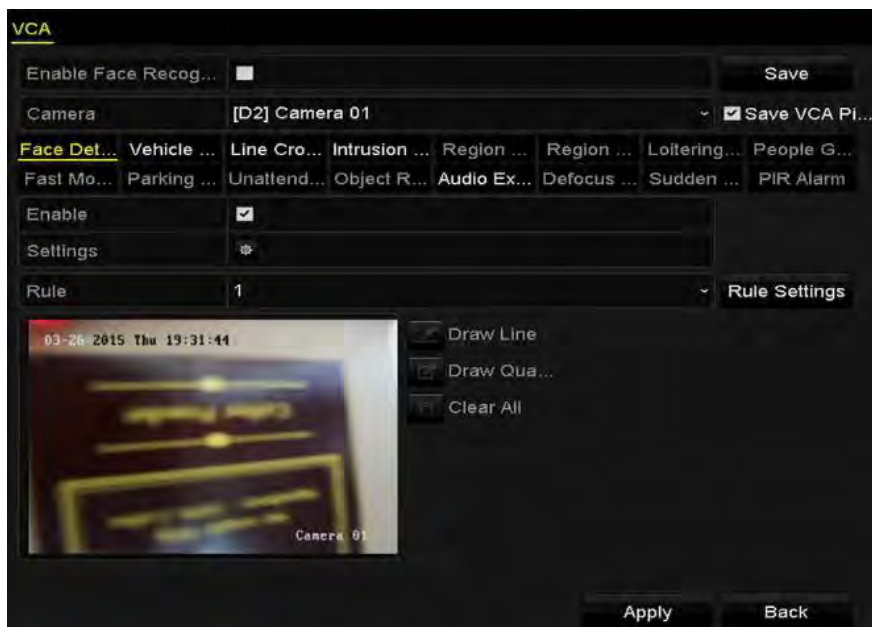 VCA
Enable Face Recog...
Save
Camera [D2] Camera 01
Save VCA Pi...
Face Det... Vehicle ... Line Cro... Intrusion ... Region ... Region ... Loitering... People G...
Fast Mo... Parking ... Unattend... Object R... Audio Ex... Defocus ... Sudden ... PIR Alarm
Enable
Settings
Rule 1
Rule Settings
03-26-2015 Thu 19:31:44
Draw Line
Draw Qua...
Clear All
Camera 01
Apply Back